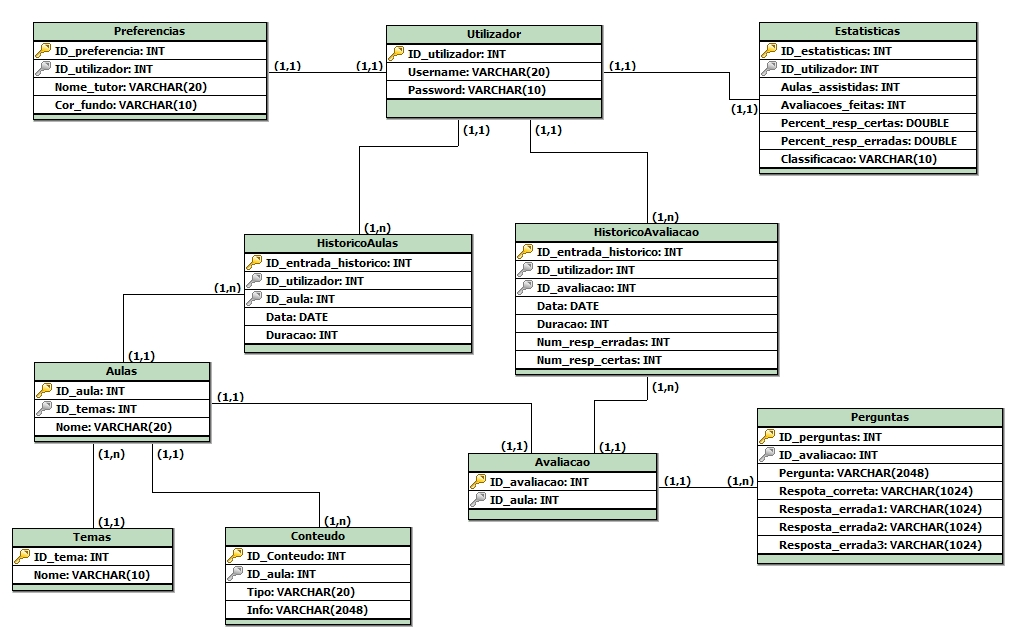 Preferencias
ID_preferencia: INT
ID_utilizador: INT
Nome_tutor: VARCHAR(20)
Cor_fundo: VARCHAR(10)
(1,1)
(1,1)
Utilizador
ID_utilizador: INT
Username: VARCHAR(20)
Password: VARCHAR(10)
(1,1)
(1,1)
Estatisticas
ID_estatisticas: INT
ID_utilizador: INT
Aulas_assistidas: INT
Avaliacoes_feitas: INT
Percent_resp_certas: DOUBLE
Percent_resp_erradas: DOUBLE
Classificacao: VARCHAR(10)
(1,1)
(1,1)
(1,n)
(1,n)
HistoricoAulas
ID_entrada_historico: INT
ID_utilizador: INT
ID_aula: INT
Data: DATE
Duracao: INT
HistoricoAvaliacao
ID_entrada_historico: INT
ID_utilizador: INT
ID_avaliacao: INT
Data: DATE
Duracao: INT
Num_resp_erradas: INT
Num_resp_certas: INT
(1,n)
(1,1)
Aulas
ID_aula: INT
ID_temas: INT
Nome: VARCHAR(20)
(1,1)
(1,n)
(1,1)
(1,n)
(1,1)
(1,1)
Avaliacao
ID_avaliacao: INT
ID_aula: INT
(1,1)
(1,n)
Perguntas
ID_perguntas: INT
ID_avaliacao: INT
Pergunta: VARCHAR(2048)
Respota_correta: VARCHAR(1024)
Resposta_errada1: VARCHAR(1024)
Resposta_errada2: VARCHAR(1024)
Resposta_errada3: VARCHAR(1024)
(1,1)
Temas
ID_tema: INT
Nome: VARCHAR(10)
(1,n)
Conteudo
ID_Conteudo: INT
ID_aula: INT
Tipo: VARCHAR(20)
Info: VARCHAR(2048)